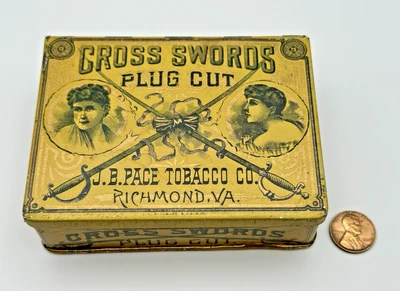 CROSS SWORDS
PLUG CUT
J.B. PACE TOBACCO CO.
RICHMOND, VA.
CROSS SWORDS
PLUG CUT